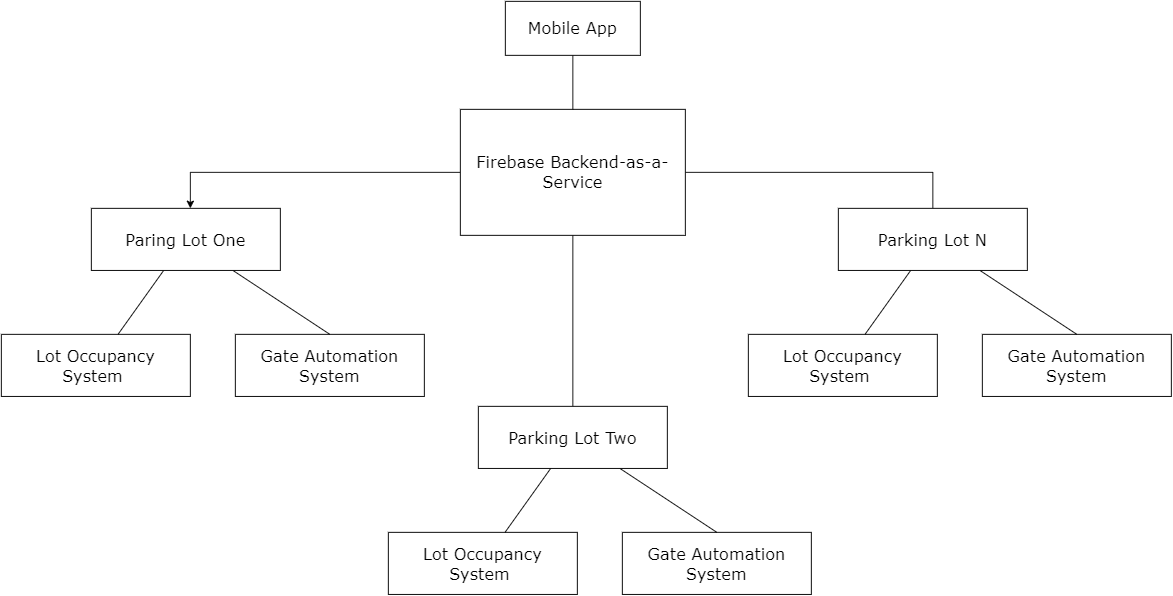 Mobile App
Firebase Backend-as-a-
Service
Paring Lot One
Parking Lot N
Lot Occupancy
System
Gate Automation
System
Lot Occupancy
System
Gate Automation
System
Parking Lot Two
Lot Occupancy
System
Gate Automation
System